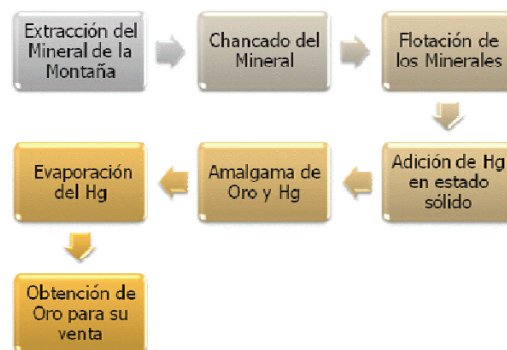 Extracción del
Mineral de la
Montaña
Chancado del
Mineral
Flotación de
los Minerales
Adición de Hg
en estado
sólido
Amalgama de
Oro y Hg
Evaporación
del Hg
Obtención de
Oro para su
venta